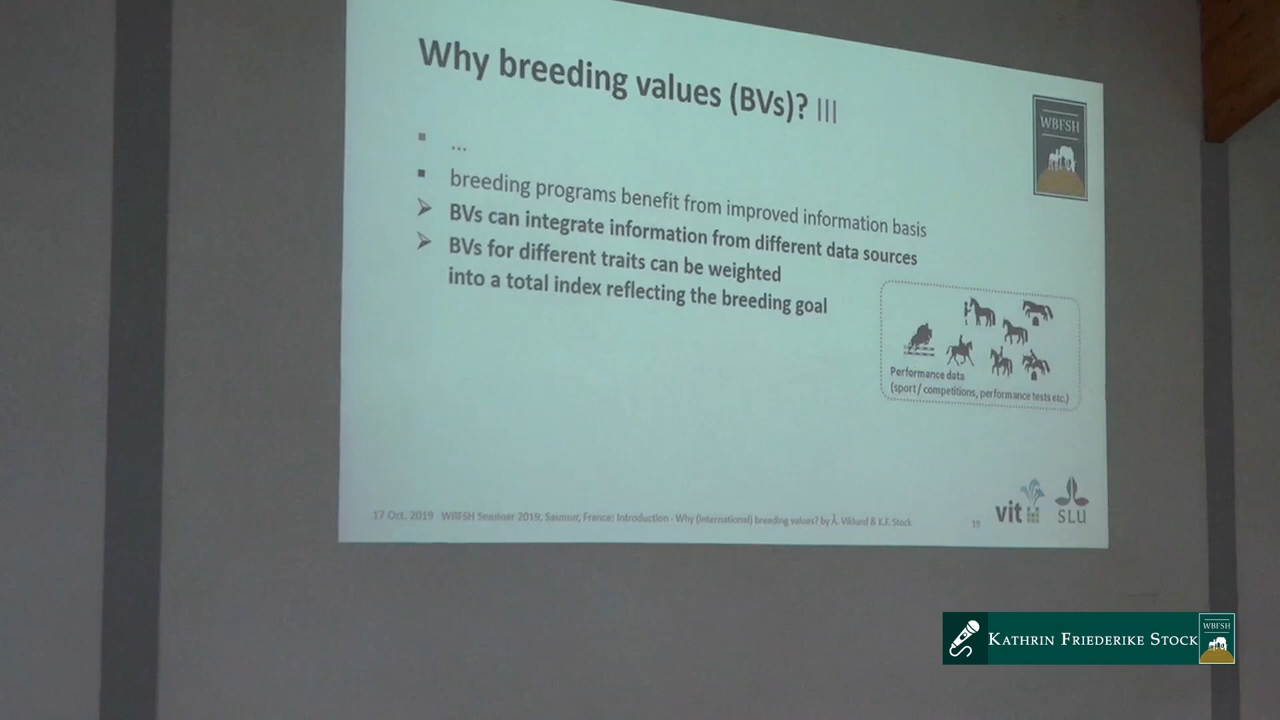 Why breeding values (BVs)? III
...
breeding programs benefit from improved information basis
BVs can integrate information from different data sources
BVs for different traits can be weighted
into a total index reflecting the breeding goal
WBFSH
Performance data
(sport / competitions, performance tests etc.)
17 Oct. 2019 · WBFSH Seminar 2019, Saumur, France: Introduction - Why (international) breeding values? by Å. Viklund & K.F. Stock
19
vit
SLU
KATHRIN FRIEDERIKE STOCK
WBFSH